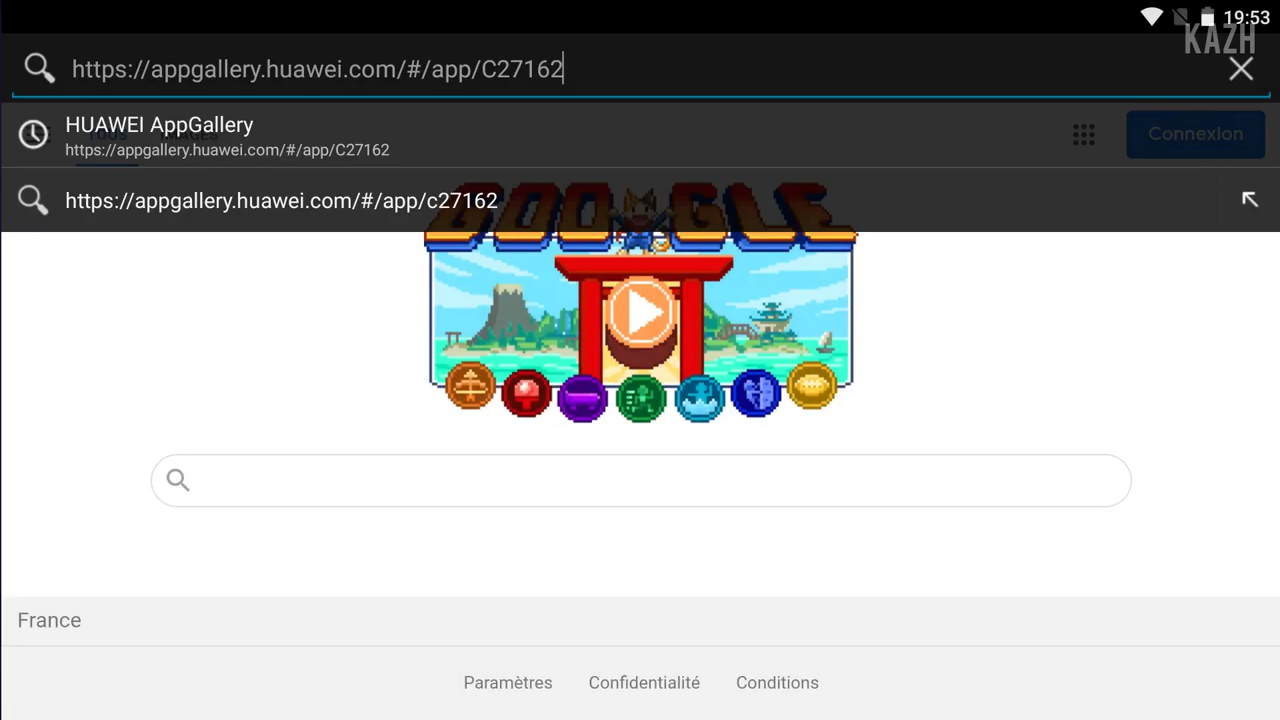 19:53
KAZH
https://appgallery.huawei.com/#/app/C27162
HUAWEI AppGallery
https://appgallery.huawei.com/#/app/C27162
Connexion
https://appgallery.huawei.com/#/app/c27162
GOOGLE
France
Paramètres Confidentialité Conditions